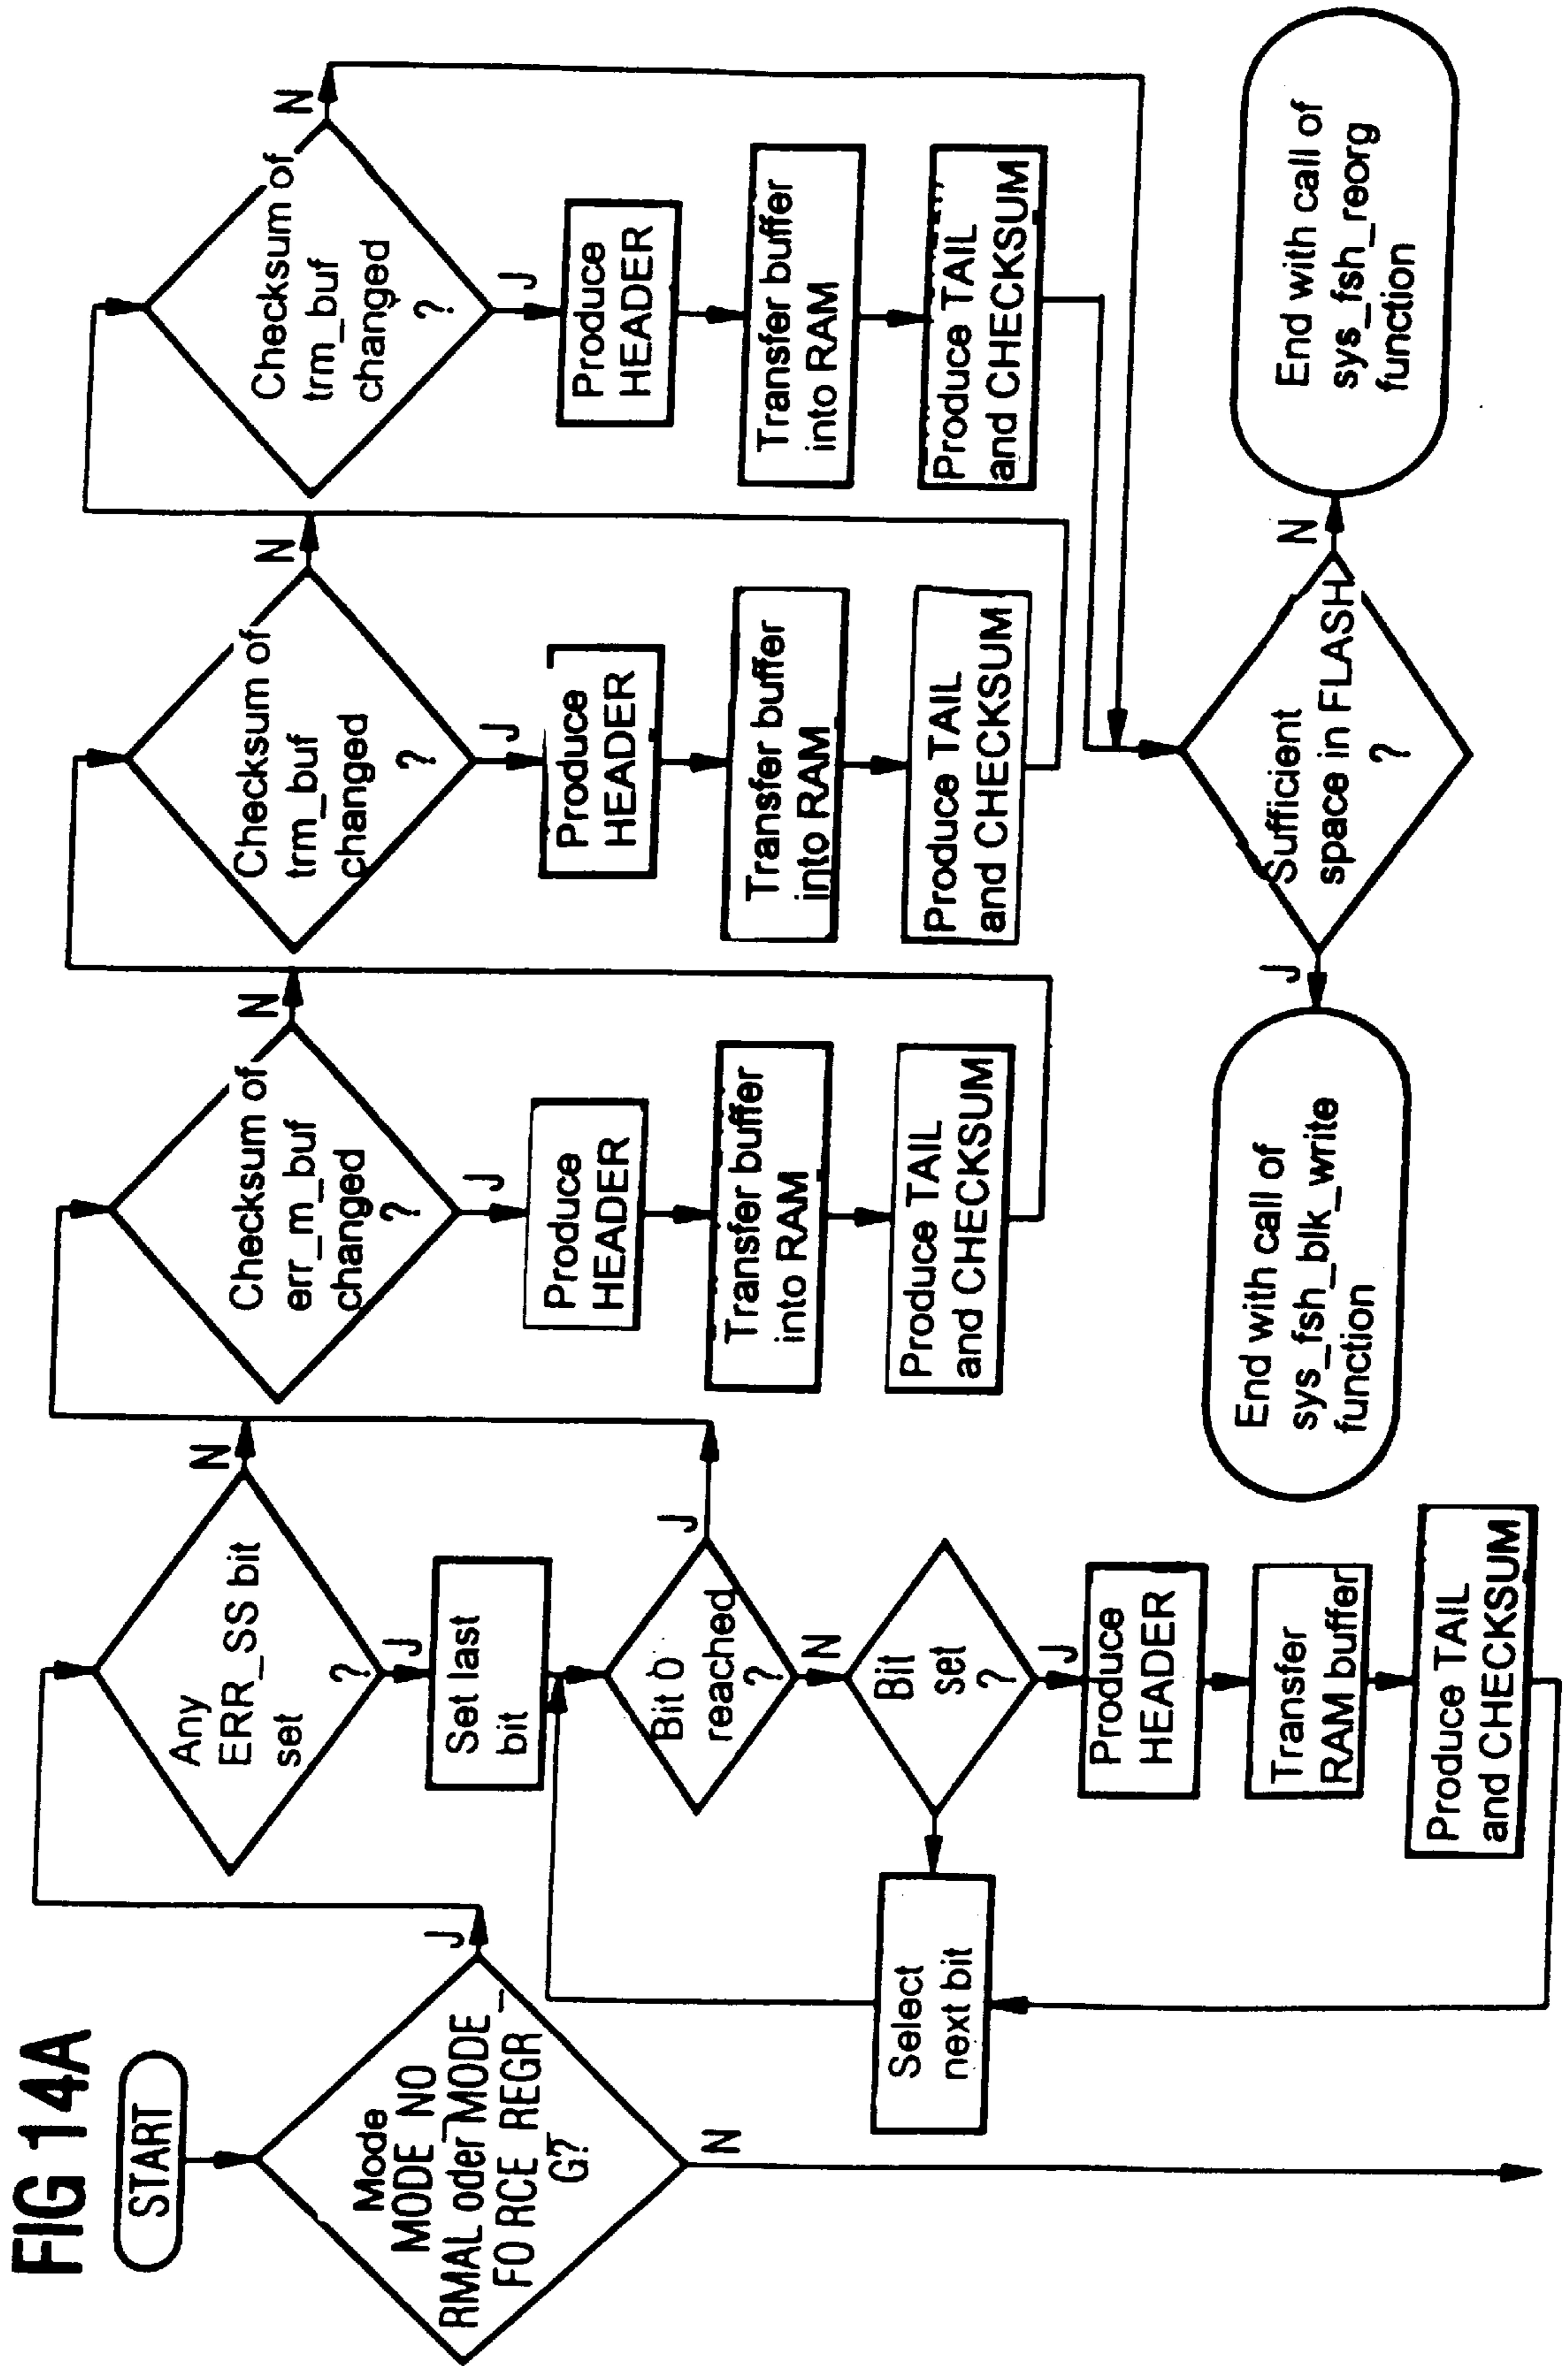 FIG 14A
START
Mode
MODE_NO
RMAL oder MODE_
FO RCE_REGR
G?
J
N
Any
ERR_SS bit
set
?
N
J
Set last
bit
Bit 0
reached
?
J
N
Bit
set
?
J
Select
next bit
Produce
HEADER
Transfer
RAM buffer
Produce TAIL
and CHECKSUM
Checksum of
err_m_buf
changed
?
N
J
Produce
HEADER
Transfer buffer
into RAM
Produce TAIL
and CHECKSUM
Checksum of
trm_buf
changed
?
N
J
Produce
HEADER
Transfer buffer
into RAM
Produce TAIL
and CHECKSUM
Checksum of
trm_buf
changed
?
N
J
Produce
HEADER
Transfer buffer
into RAM
Produce TAIL
and CHECKSUM
Sufficient
space in FLASH
?
J
N
End with call of
sys_fsh_blk_write
function
End with call of
sys_fsh_reorg
function